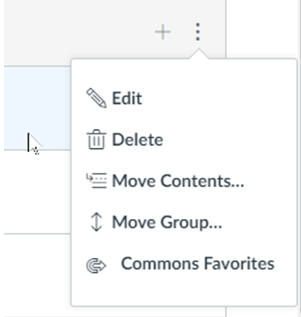 Edit
Delete
Move Contents...
Move Group...
Commons Favorites